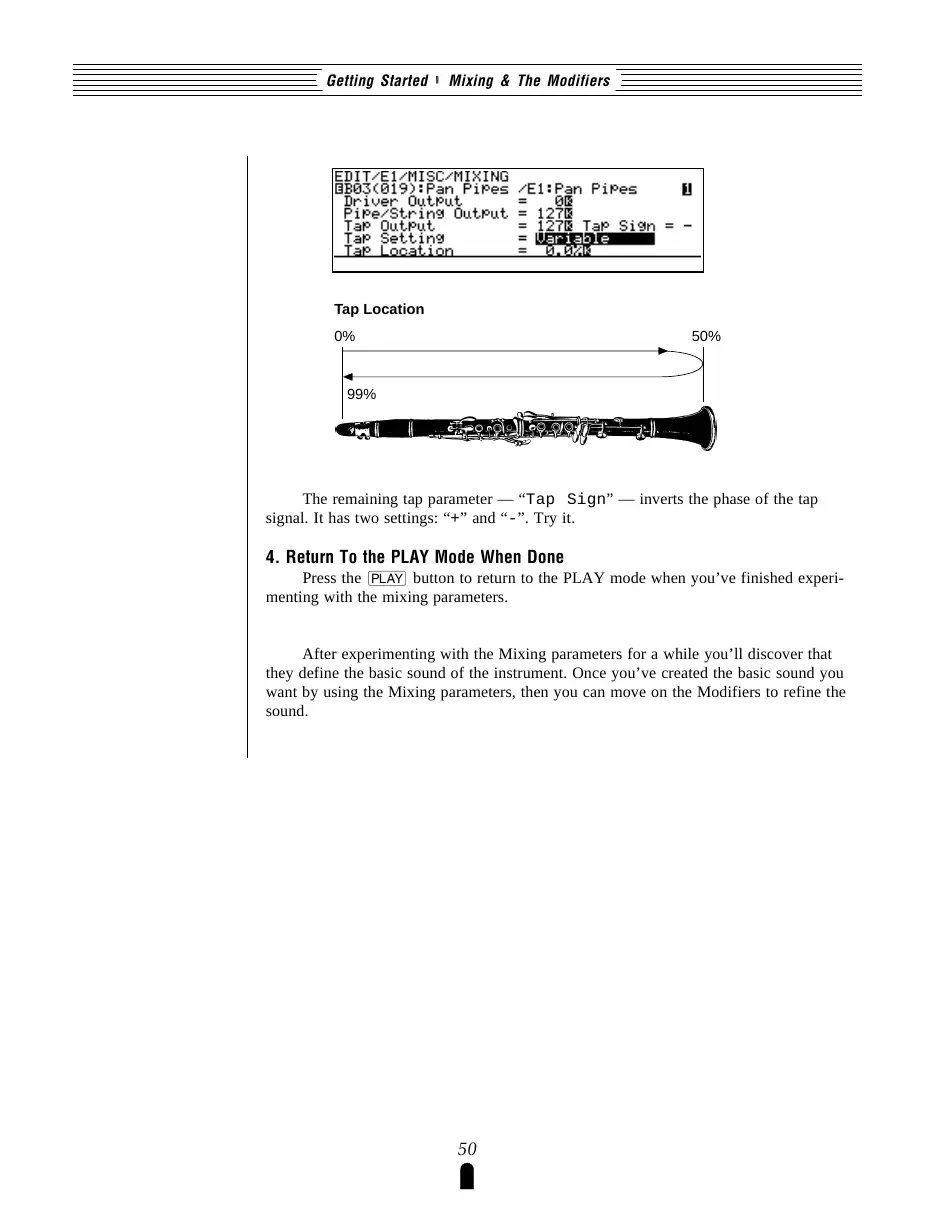 Getting Started Mixing & The Modifiers
EDIT/E1/MISC/MIXING
EB03(019):Pan Pipes /E1:Pan Pipes 1
Driver Output = 0K
Pipe/String Output = 127K
Tap Output = 127K Tap Sign = -
Tap Setting = Variable
Tap Location = 0.0%K
Tap Location
0% 50%
99%
The remaining tap parameter — “Tap Sign” — inverts the phase of the tap
signal. It has two settings: “+” and “-”. Try it.
4. Return To the PLAY Mode When Done
Press the PLAY button to return to the PLAY mode when you’ve finished experi-
menting with the mixing parameters.
After experimenting with the Mixing parameters for a while you’ll discover that
they define the basic sound of the instrument. Once you’ve created the basic sound you
want by using the Mixing parameters, then you can move on the Modifiers to refine the
sound.
50